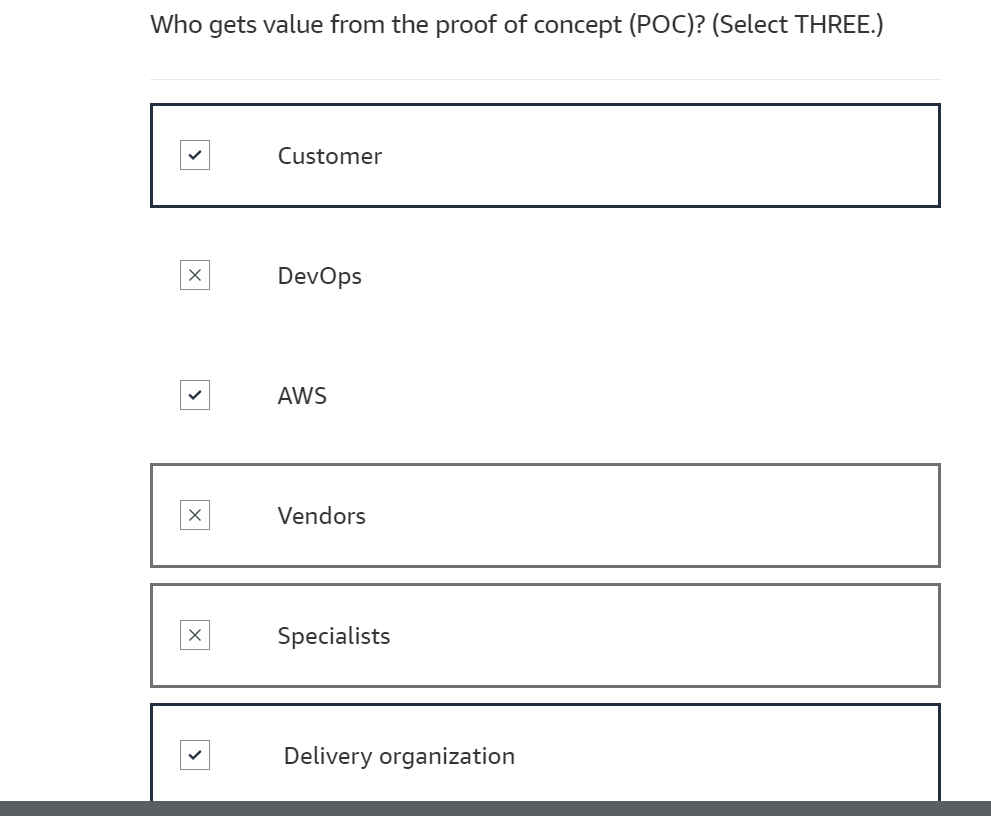 Who gets value from the proof of concept (POC)? (Select THREE.)
Customer
DevOps
AWS
Vendors
Specialists
Delivery organization